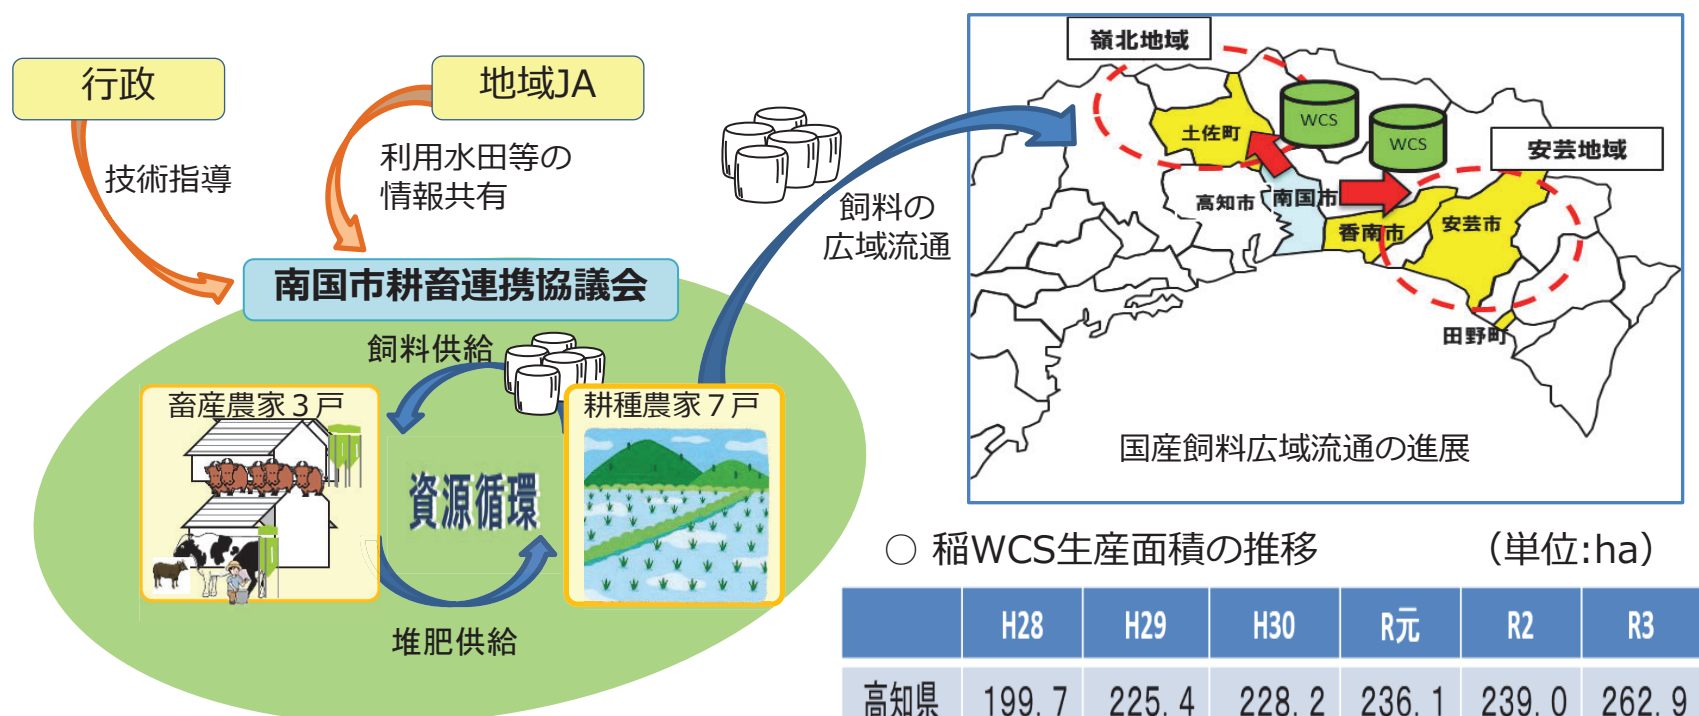 行政
地域JA
技術指導
利用水田等の
情報共有
南国市耕畜連携協議会
飼料供給
畜産農家３戸
耕種農家７戸
資源循環
堆肥供給
飼料の
広域流通
嶺北地域
WCS
WCS
土佐町
安芸地域
高知市
南国市
香南市
安芸市
田野町
国産飼料広域流通の進展
○ 稲WCS生産面積の推移 （単位:ha）
H28 H29 H30 R元 R2 R3
高知県 199.7 225.4 228.2 236.1 239.0 262.9